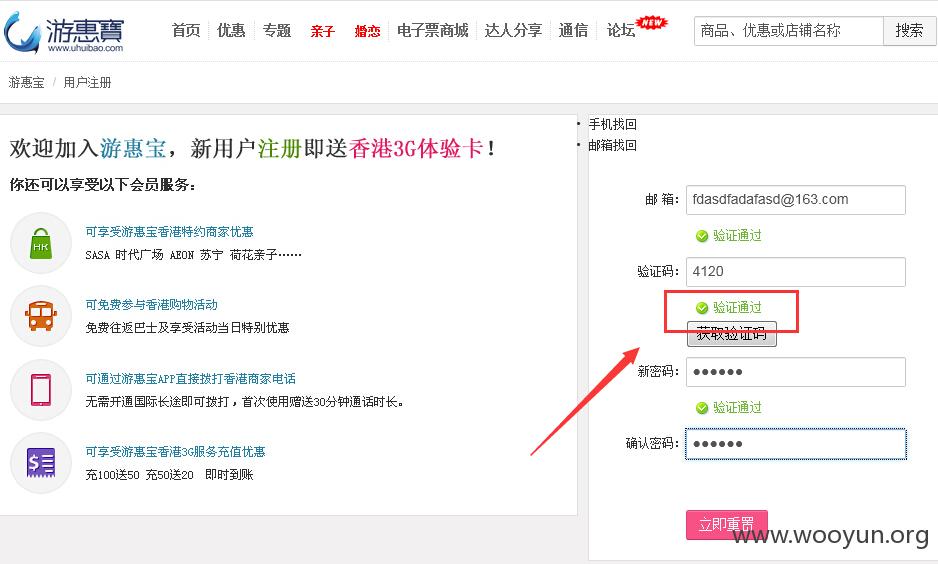 游惠寶
www.uhuibao.com
首页 优惠 专题 亲子 婚恋 电子票商城 达人分享 通信 论坛 NEW
商品、优惠或店铺名称 搜索
游惠宝 / 用户注册
欢迎加入游惠宝，新用户注册即送香港3G体验卡！
你还可以享受以下会员服务：
HK
可享受游惠宝香港特约商家优惠
SASA 时代广场 AEON 苏宁 荷花亲子……
可免费参与香港购物活动
免费往返巴士及享受活动当日特别优惠
可通过游惠宝APP直接拨打香港商家电话
无需开通国际长途即可拨打，首次使用赠送30分钟通话时长。
$
可享受游惠宝香港3G服务充值优惠
充100送50 充50送20 即时到账
• 手机找回
• 邮箱找回
邮 箱： fdasdfadafasd@163.com
验证通过
验证码： 4120
验证通过
获取验证码
新密码： ●●●●●●
验证通过
确认密码： ●●●●●●
立即重置
www.wooyun.org